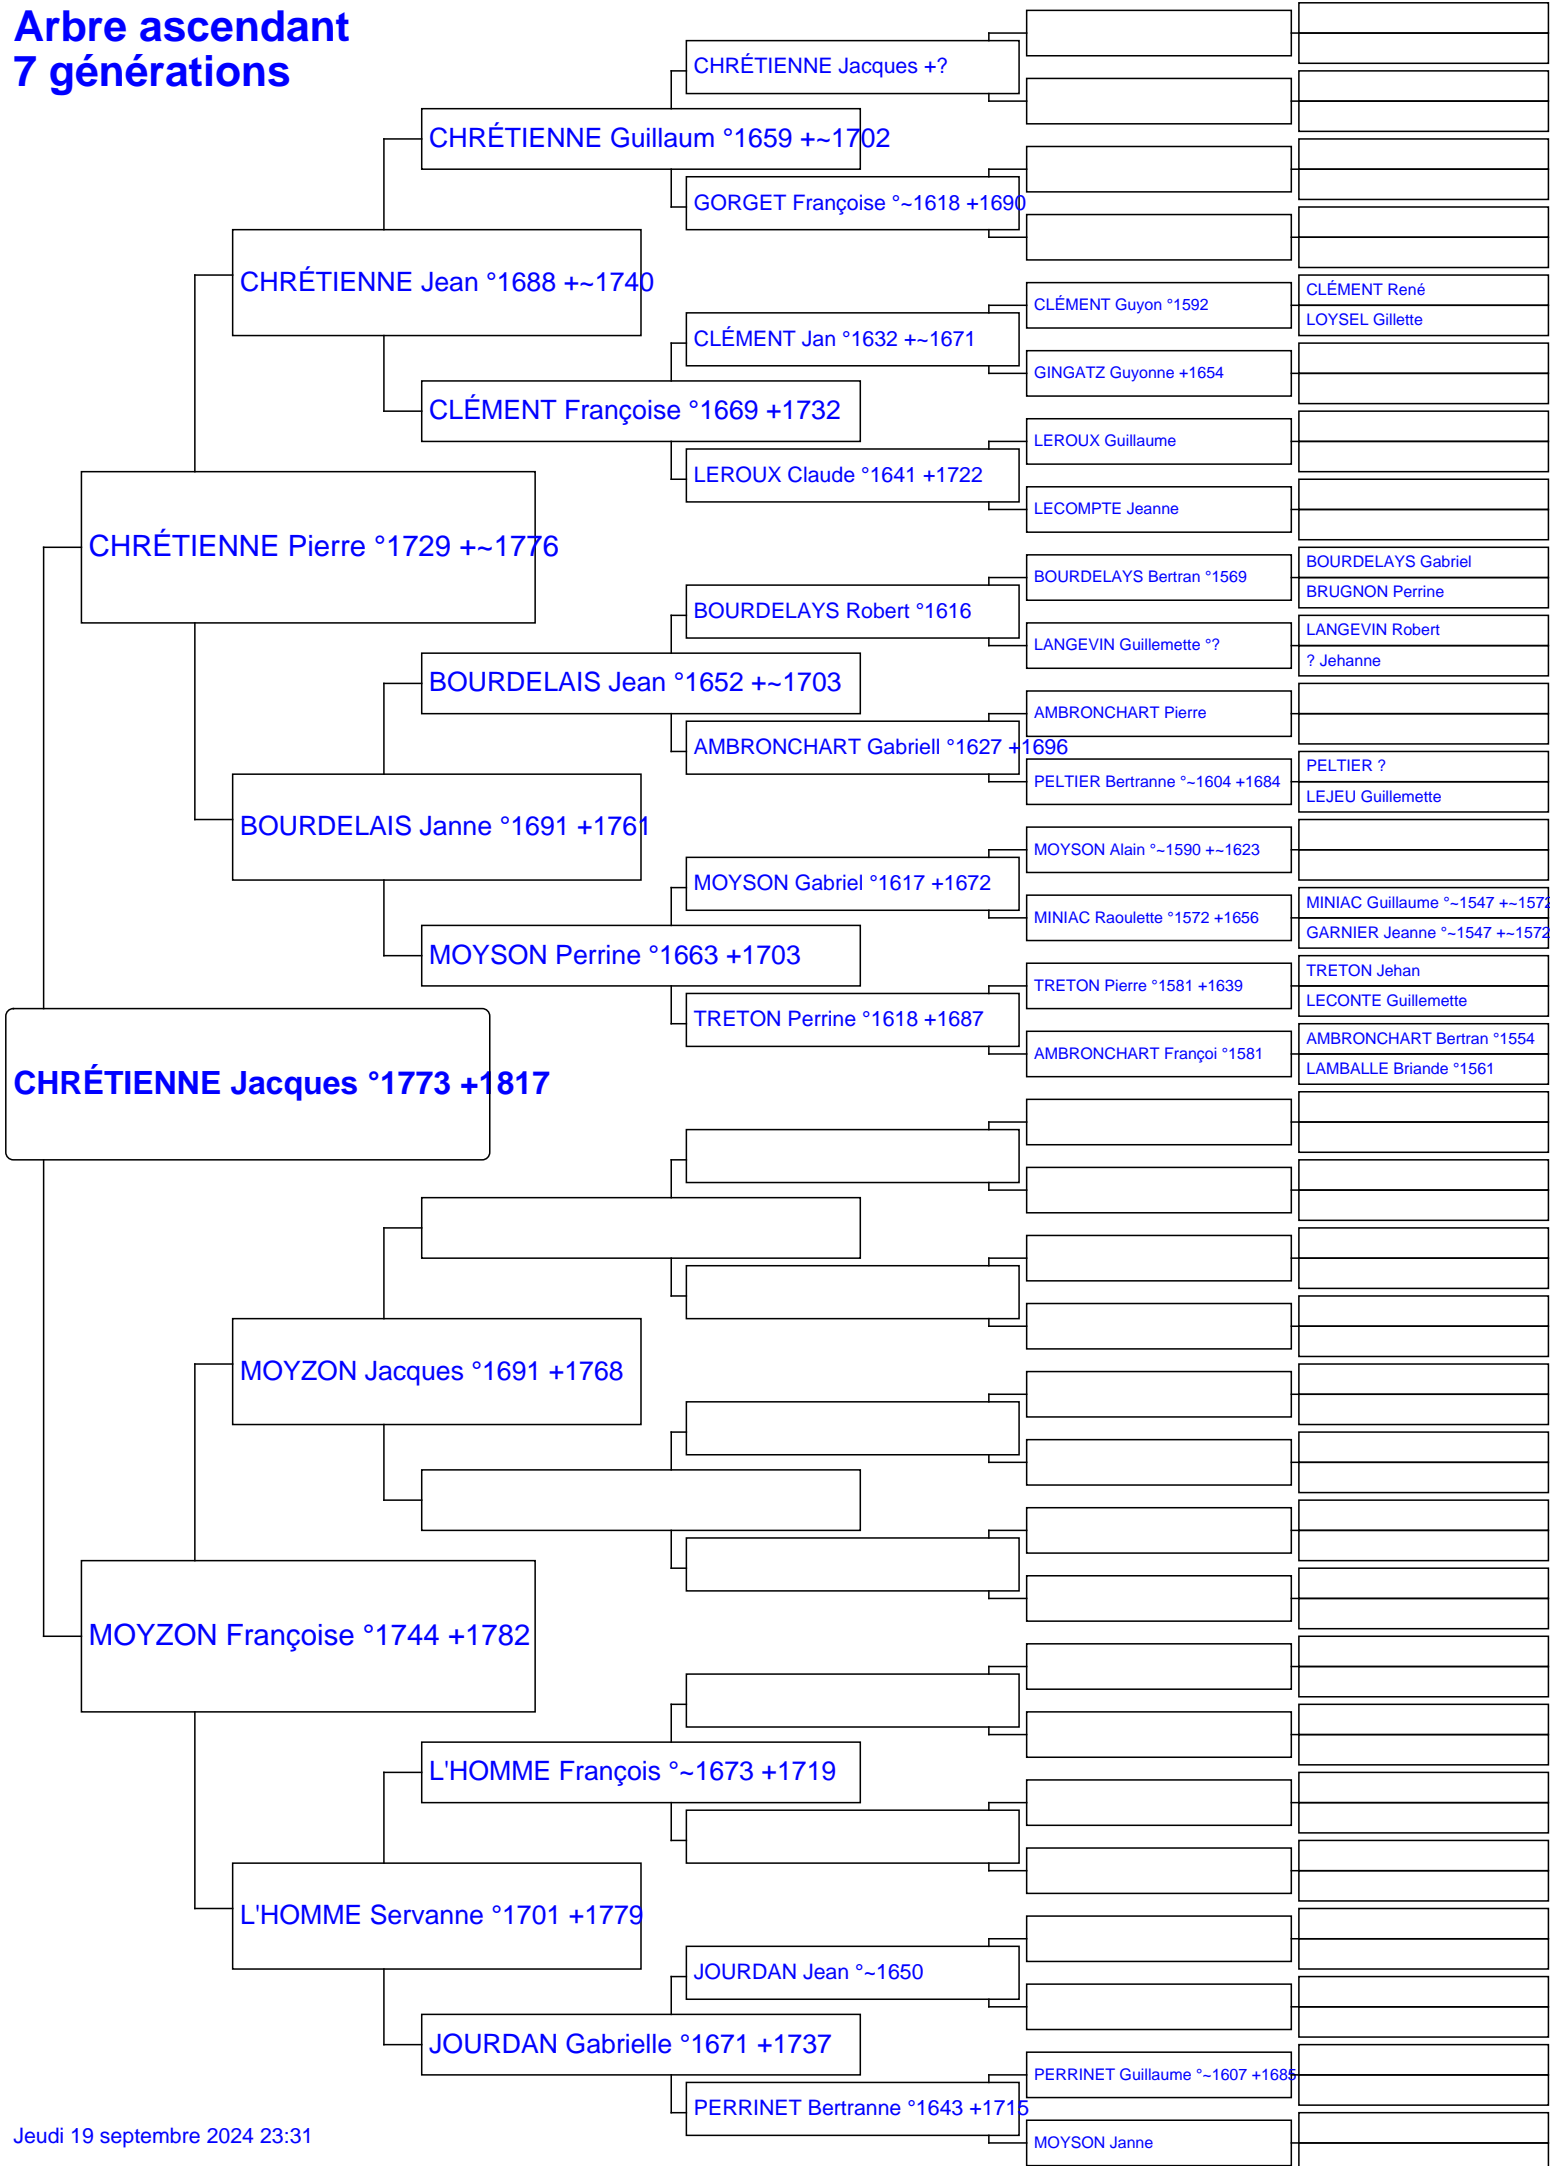 Arbre ascendant
7 générations
CHRÉTIENNE Jacques +?
CHRÉTIENNE Guillaum °1659 +~1702
GORGET Françoise °~1618 +1690
CHRÉTIENNE Jean °1688 +~1740
CLÉMENT Guyon °1592
CLÉMENT René
LOYSEL Gillette
CLÉMENT Jan °1632 +~1671
GINGATZ Guyonne +1654
CLÉMENT Françoise °1669 +1732
LEROUX Guillaume
LEROUX Claude °1641 +1722
LECOMPTE Jeanne
CHRÉTIENNE Pierre °1729 +~1776
BOURDELAYS Bertran °1569
BOURDELAYS Gabriel
BRUGNON Perrine
BOURDELAYS Robert °1616
LANGEVIN Guillemette °?
LANGEVIN Robert
? Jehanne
BOURDELAIS Jean °1652 +~1703
AMBRONCHART Pierre
AMBRONCHART Gabriell °1627 +1696
PELTIER Bertranne °~1604 +1684
PELTIER ?
LEJEU Guillemette
BOURDELAIS Janne °1691 +1761
MOYSON Alain °~1590 +~1623
MOYSON Gabriel °1617 +1672
MINIAC Raoulette °1572 +1656
MINIAC Guillaume °~1547 +~1572
GARNIER Jeanne °~1547 +~1572
MOYSON Perrine °1663 +1703
TRETON Pierre °1581 +1639
TRETON Jehan
LECONTE Guillemette
TRETON Perrine °1618 +1687
AMBRONCHART Françoi °1581
AMBRONCHART Bertran °1554
LAMBALLE Briande °1561
CHRÉTIENNE Jacques °1773 +1817
MOYZON Jacques °1691 +1768
MOYZON Françoise °1744 +1782
L'HOMME François °~1673 +1719
L'HOMME Servanne °1701 +1779
JOURDAN Jean °~1650
JOURDAN Gabrielle °1671 +1737
PERRINET Guillaume °~1607 +1685
PERRINET Bertranne °1643 +1715
MOYSON Janne
Jeudi 19 septembre 2024 23:31